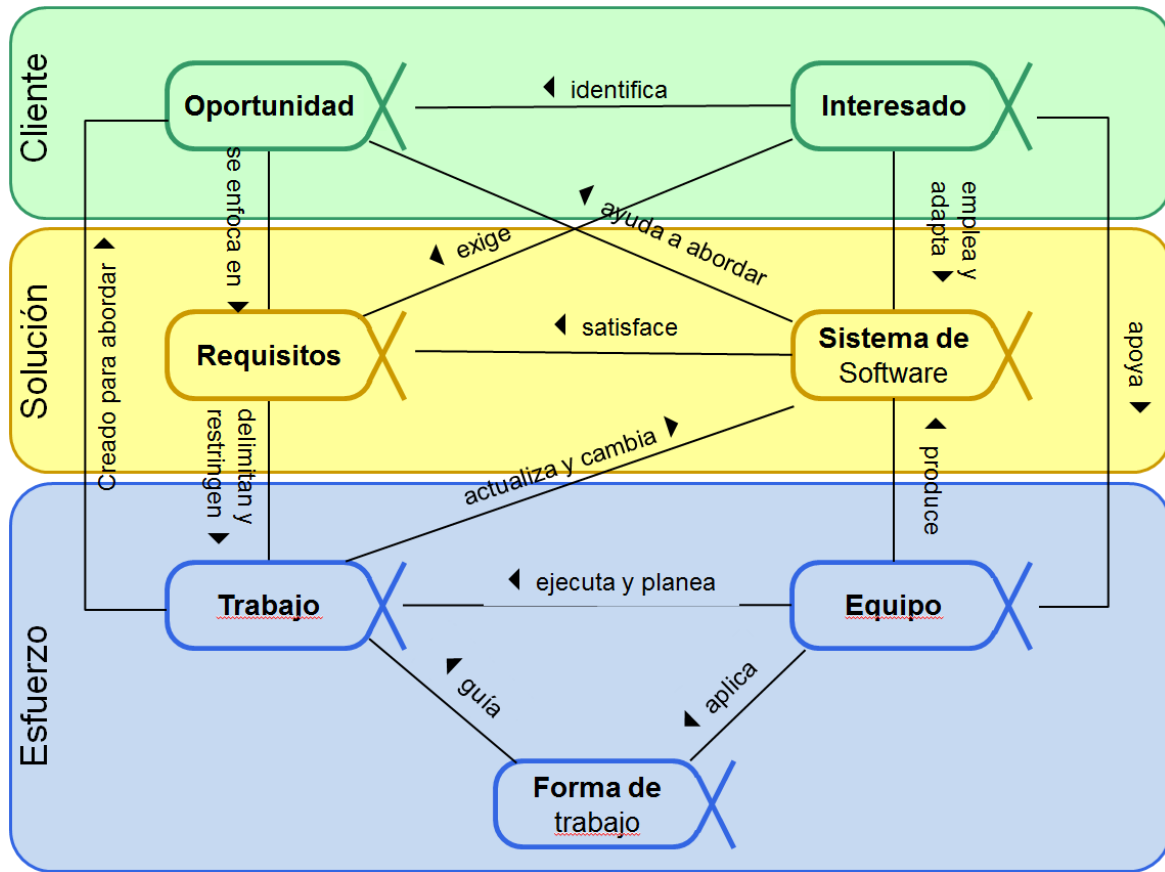 Cliente
Oportunidad
identifica
Interesado
se enfoca en
exige
ayuda a abordar
emplea y
adapta
Creado para abordar
Solución
Requisitos
satisface
Sistema de
Software
apoya
delimitan y
restringen
actualiza y cambia
produce
Esfuerzo
Trabajo
ejecuta y planea
Equipo
guía
aplica
Forma de
trabajo